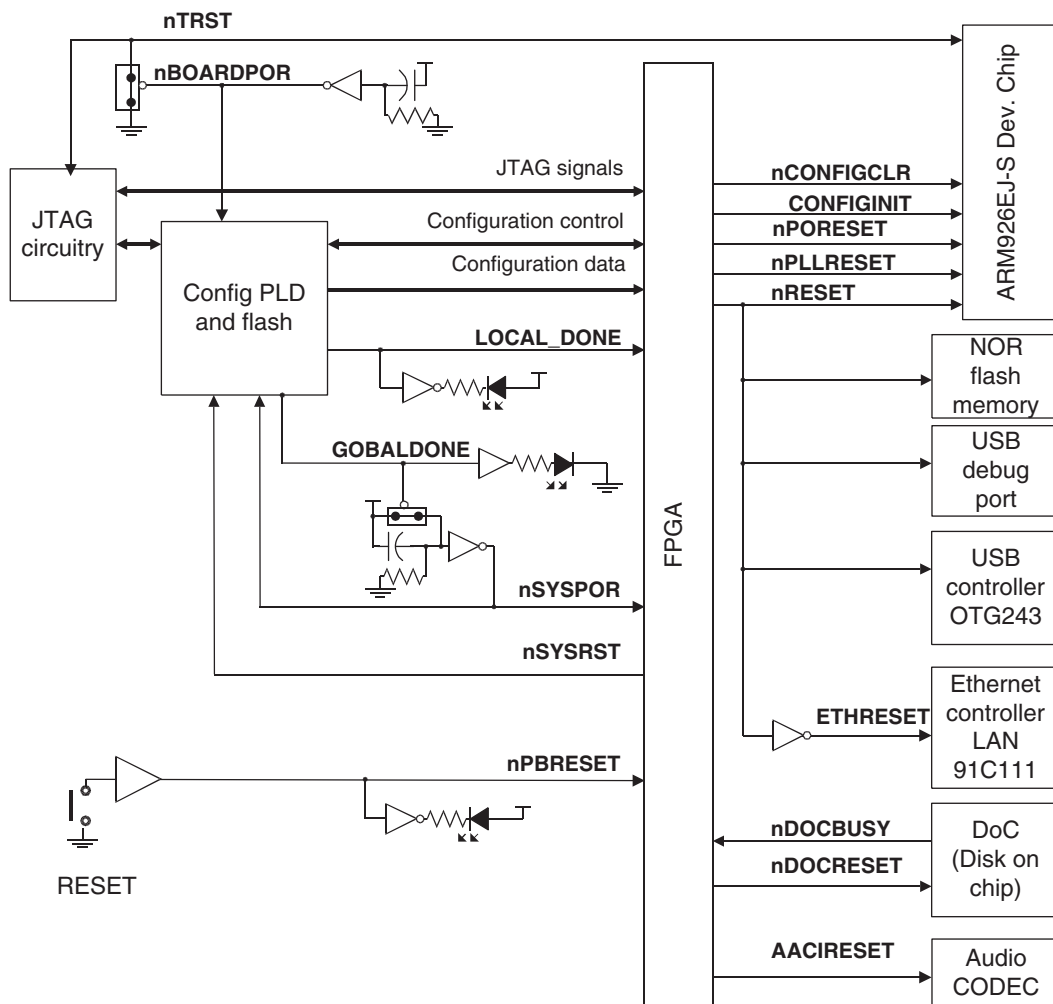 nTRST
nBOARDPOR
JTAG
circuitry
JTAG signals
Configuration control
Configuration data
Config PLD
and flash
LOCAL_DONE
GOBALDONE
nSYSPOR
nSYSRST
nPBRESET
RESET
FPGA
nCONFIGCLR
CONFIGINIT
nPORESET
nPLLRESET
nRESET
ARM926EJ-S Dev. Chip
NOR
flash
memory
USB
debug
port
USB
controller
OTG243
ETHRESET
Ethernet
controller
LAN
91C111
nDOCBUSY
nDOCRESET
DoC
(Disk on
chip)
AACIRESET
Audio
CODEC